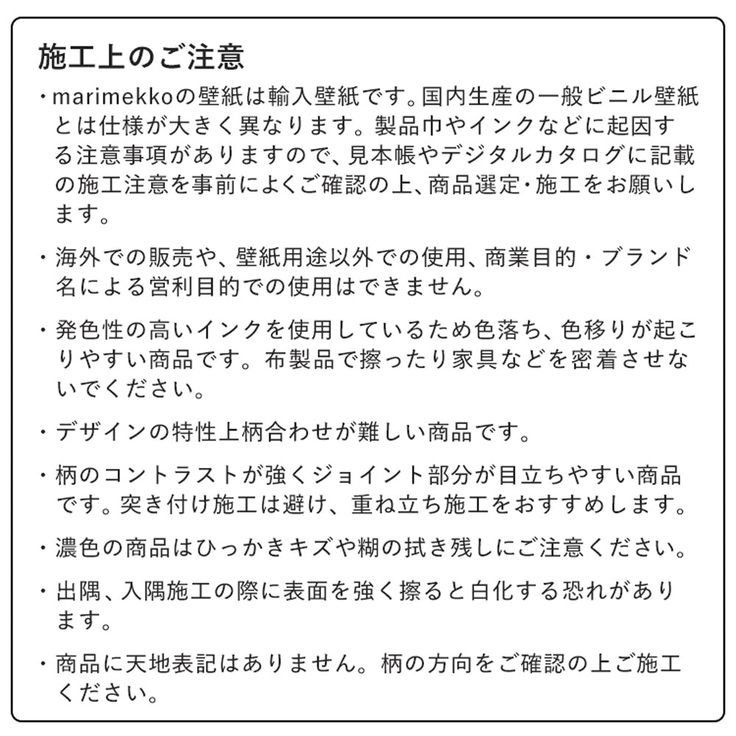 施工上のご注意
・marimekkoの壁紙は輸入壁紙です。国内生産の一般ビニル壁紙
とは仕様が大きく異なります。製品巾やインクなどに起因す
る注意事項がありますので、見本帳やデジタルカタログに記載
の施工注意を事前によくご確認の上、商品選定・施工をお願いし
ます。
・海外での販売や、壁紙用途以外での使用、商業目的・ブランド
名による営利目的での使用はできません。
・発色性の高いインクを使用しているため色落ち、色移りが起こ
りやすい商品です。布製品で擦ったり家具などを密着させな
いでください。
・デザインの特性上柄合わせが難しい商品です。
・柄のコントラストが強くジョイント部分が目立ちやすい商品
です。突き付け施工は避け、重ね立ち施工をおすすめします。
・濃色の商品はひっかきキズや糊の拭き残しにご注意ください。
・出隅、入隅施工の際に表面を強く擦ると白化する恐れがあり
ます。
・商品に天地表記はありません。柄の方向をご確認の上ご施工
ください。